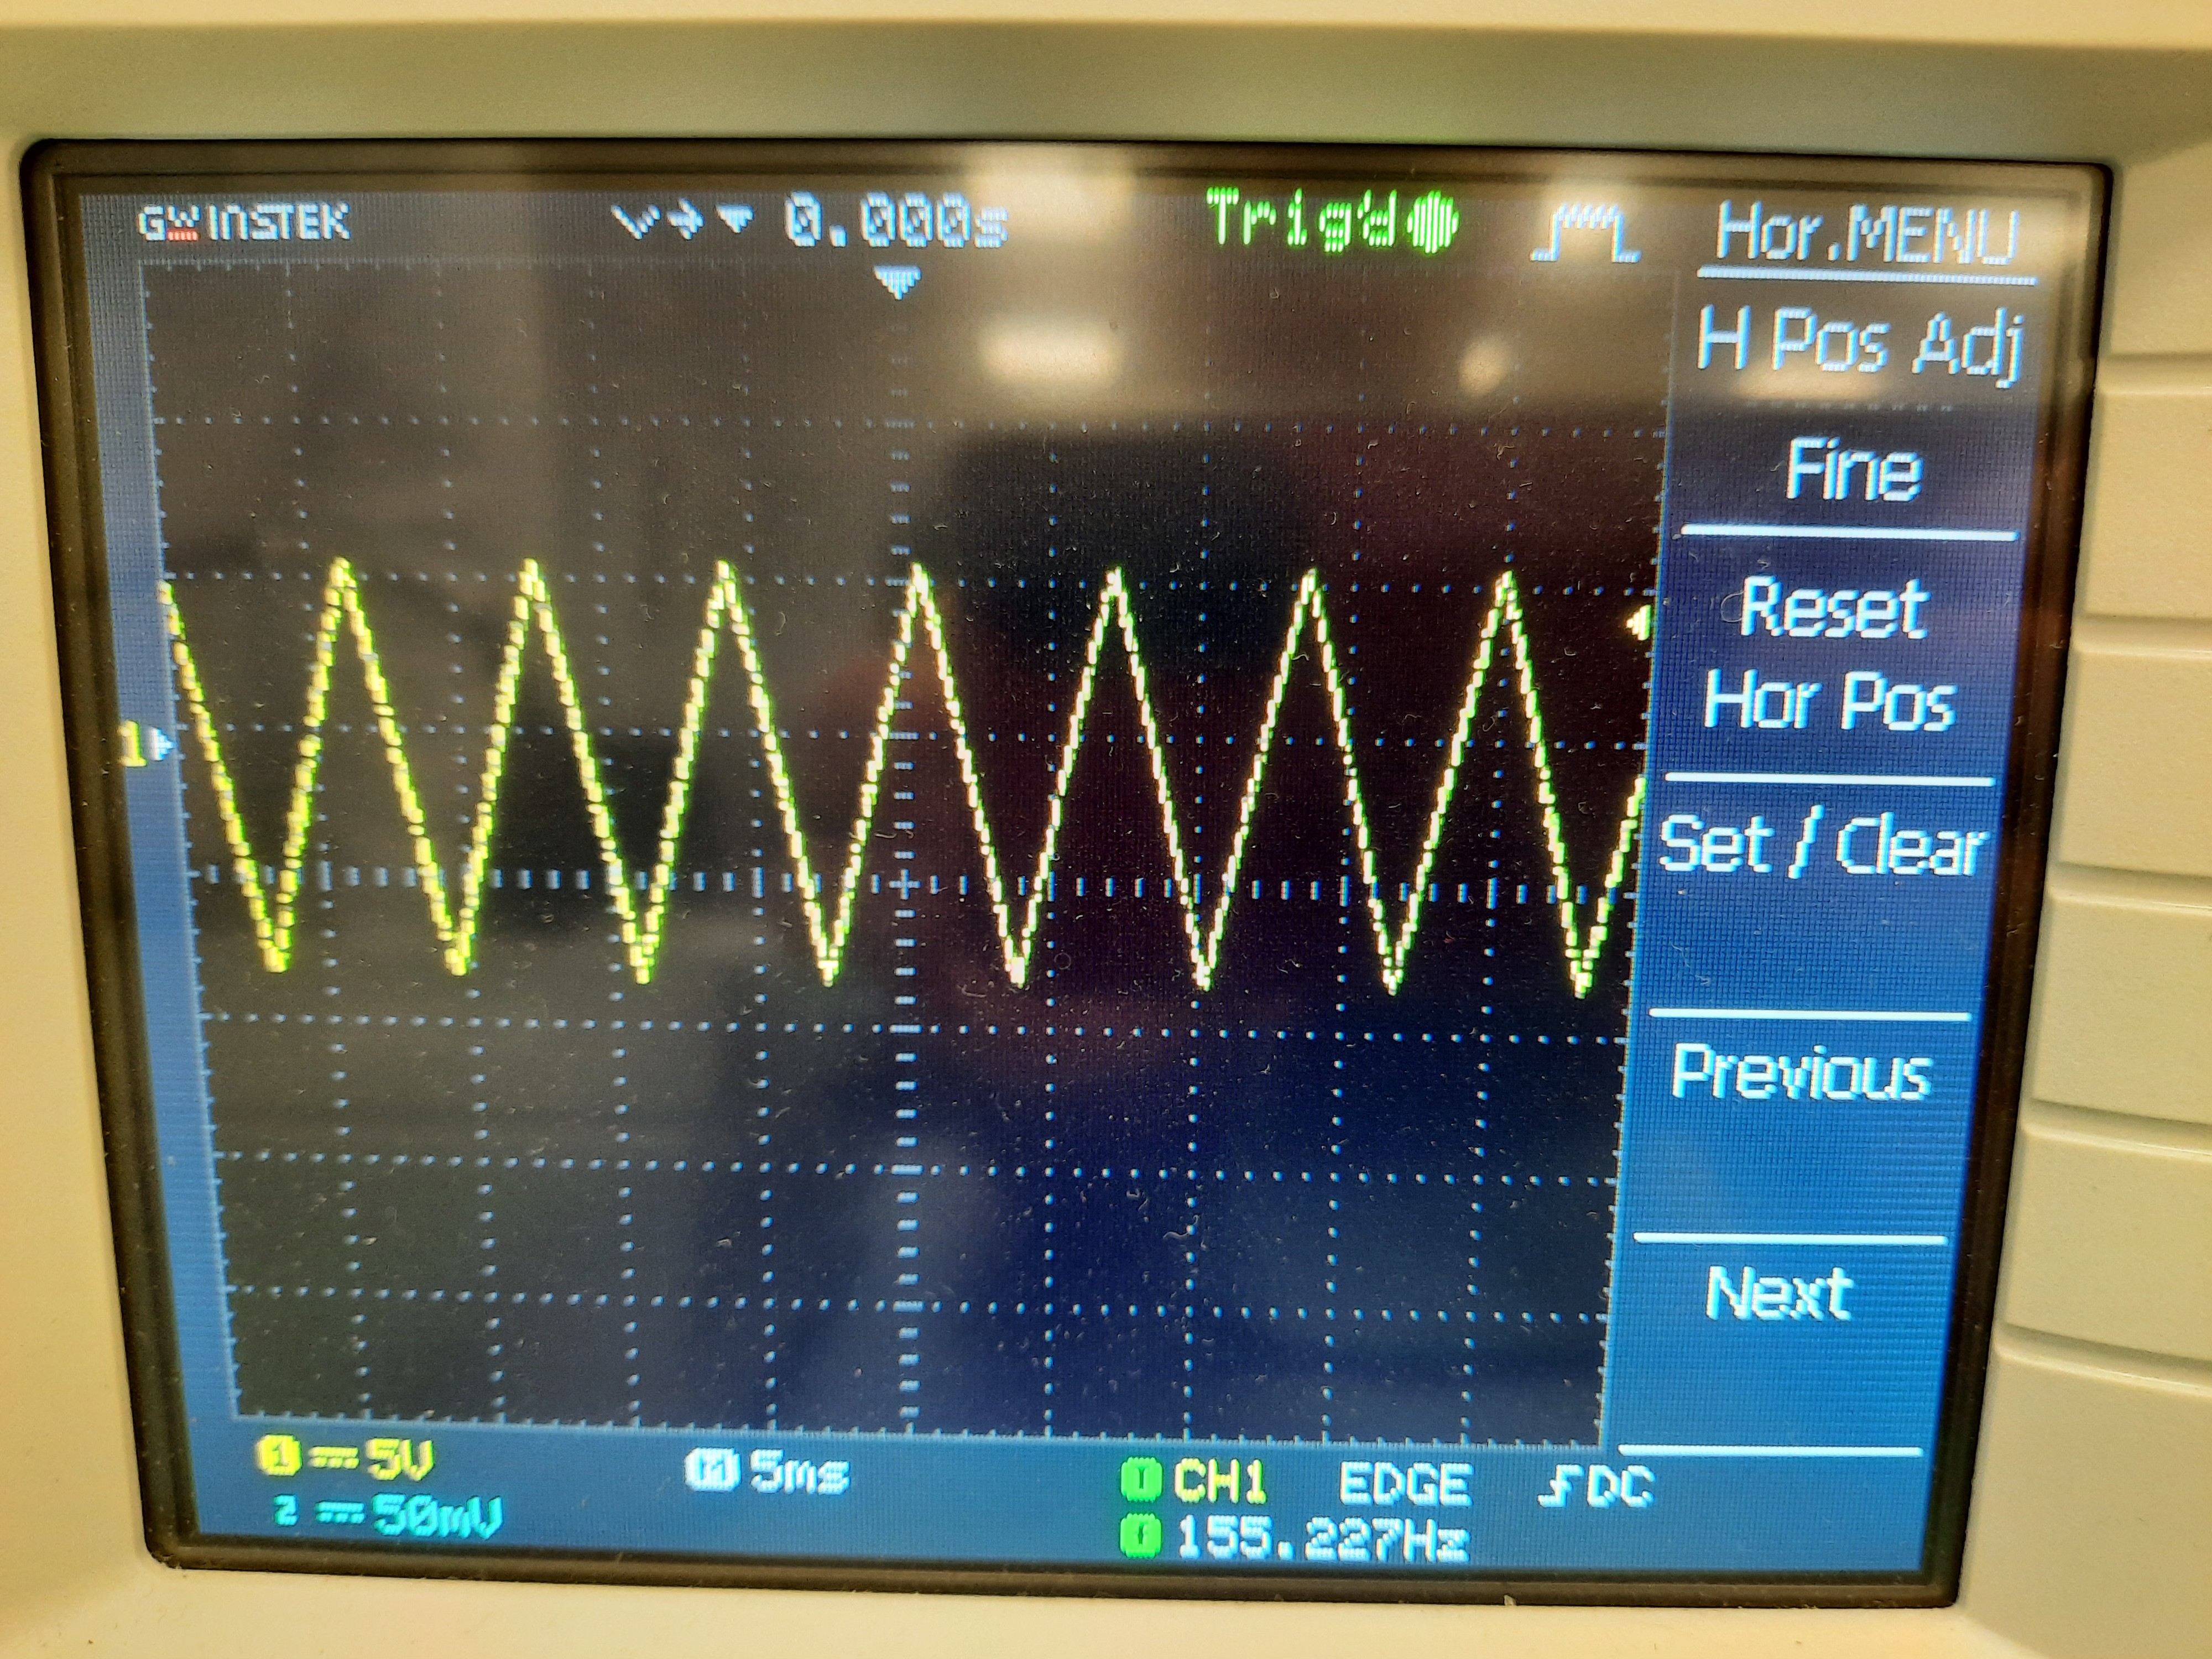 GW INSTEK 0.000s Trig'd Hor.MENU
H Pos Adj
Fine
Reset
Hor Pos
Set / Clear
Previous
Next
1
1 5V M 5ms T CH1 EDGE DC
2 50mV f 155.227Hz